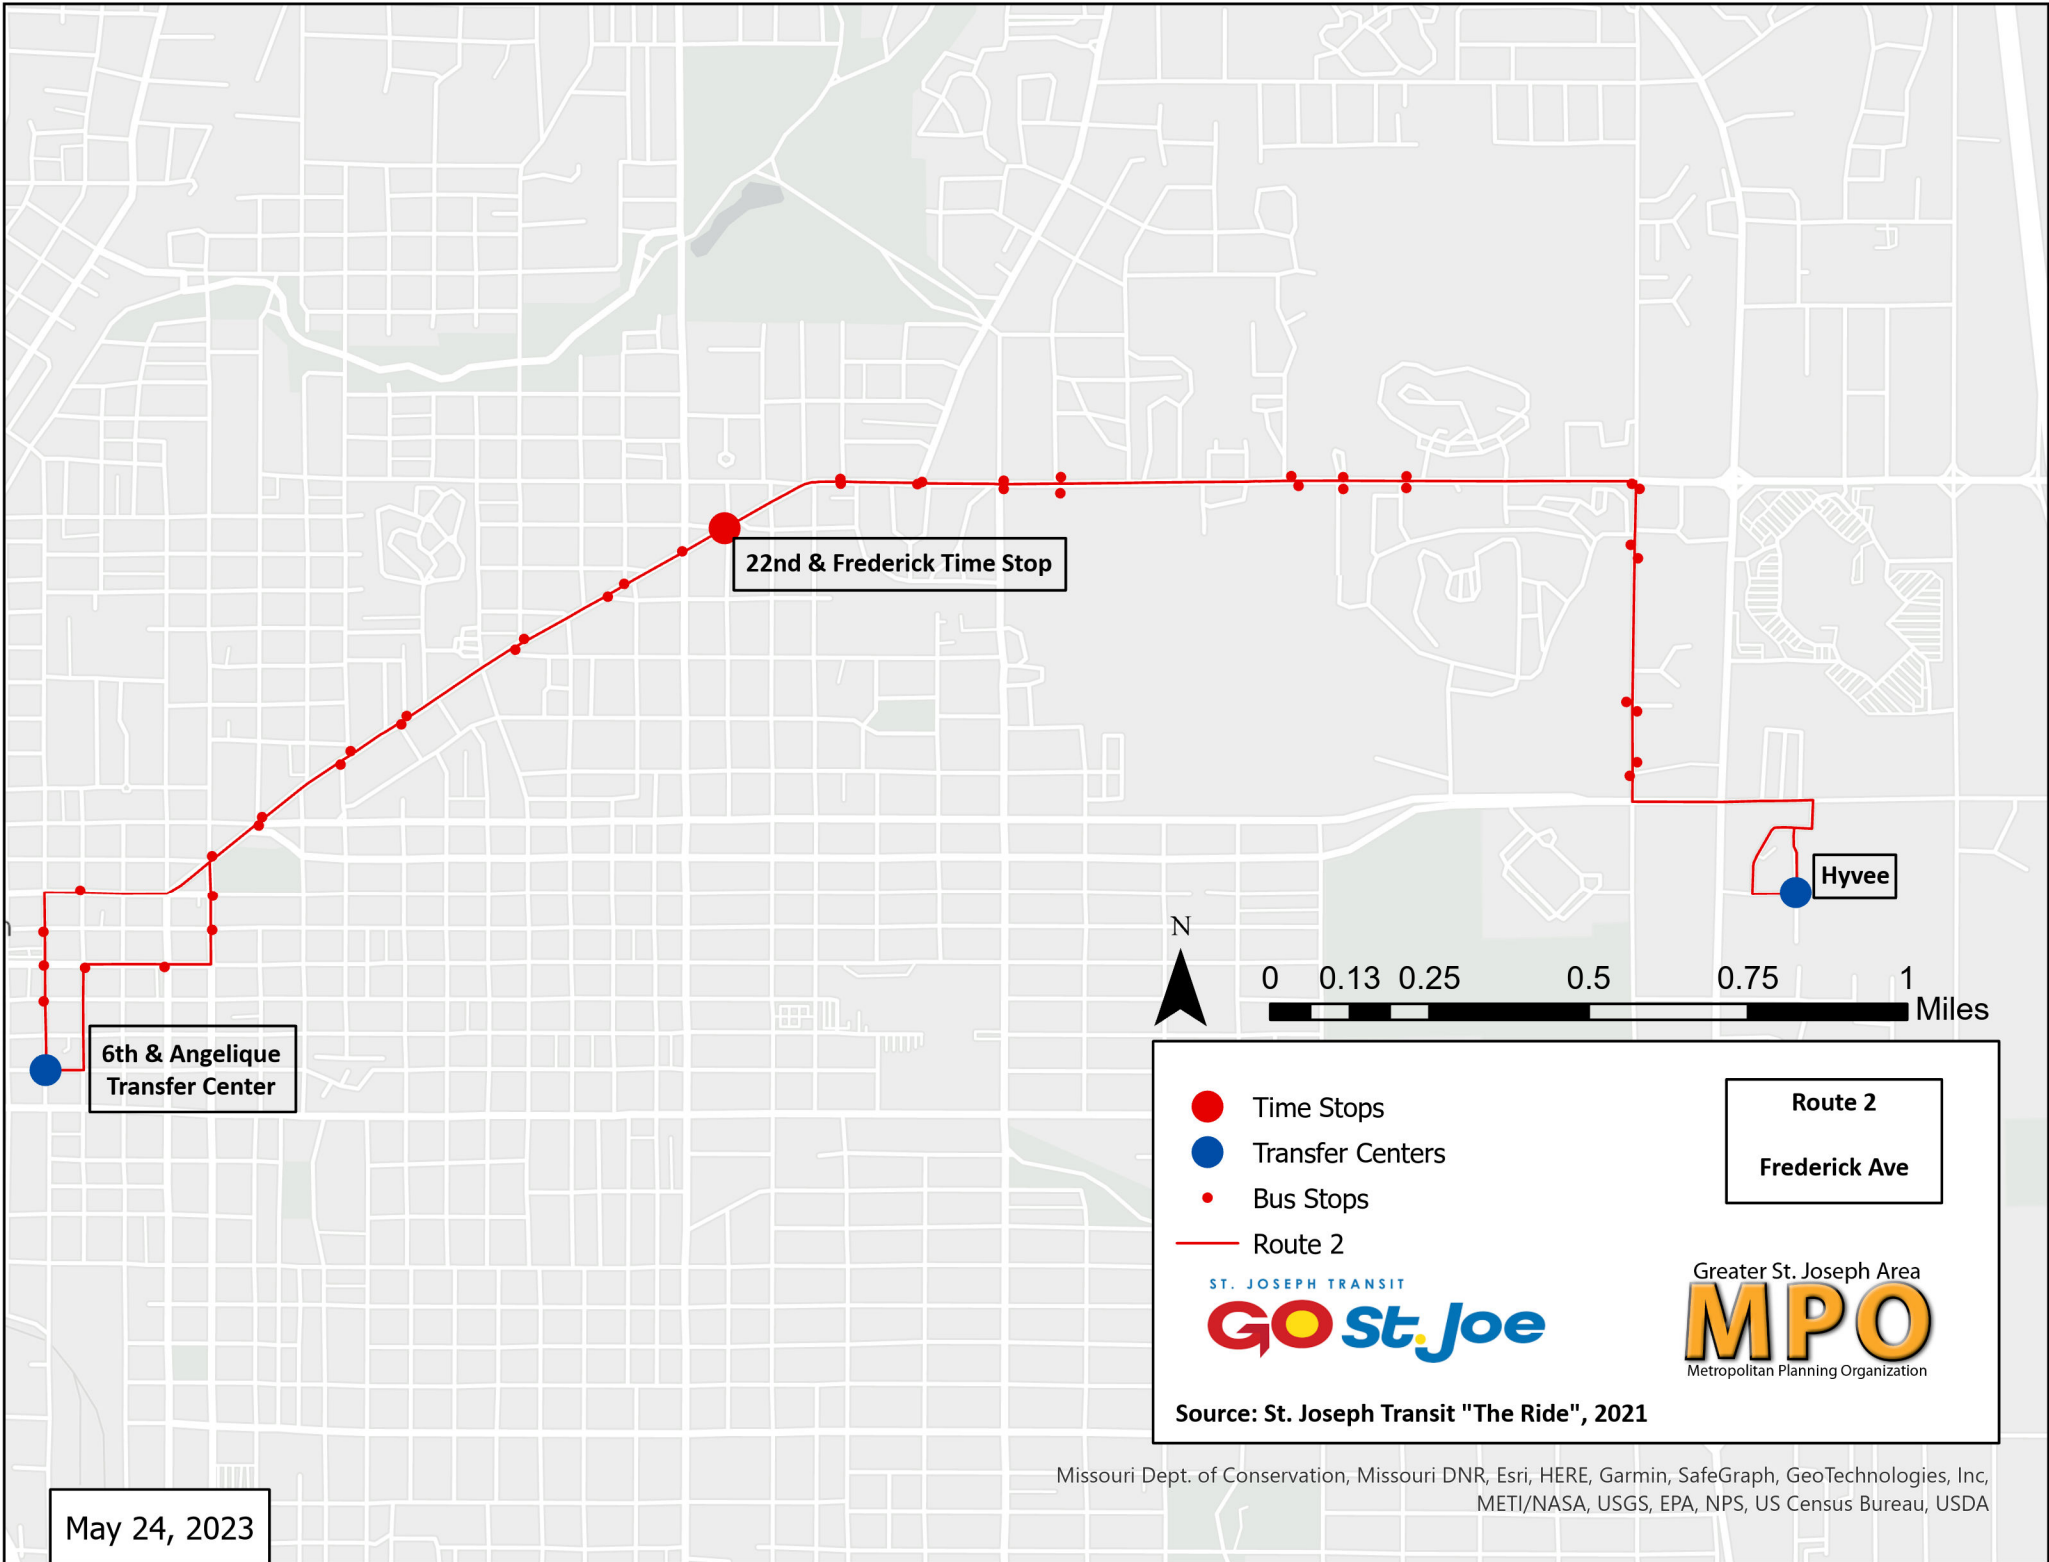 22nd & Frederick Time Stop
Hyvee
N
0 0.13 0.25 0.5 0.75 1
Miles
6th & Angelique
Transfer Center
Time Stops
Transfer Centers
Bus Stops
Route 2
Route 2
Frederick Ave
ST. JOSEPH TRANSIT
GO St. Joe
Greater St. Joseph Area
MPO
Metropolitan Planning Organization
Source: St. Joseph Transit "The Ride", 2021
Missouri Dept. of Conservation, Missouri DNR, Esri, HERE, Garmin, SafeGraph, GeoTechnologies, Inc,
METI/NASA, USGS, EPA, NPS, US Census Bureau, USDA
May 24, 2023